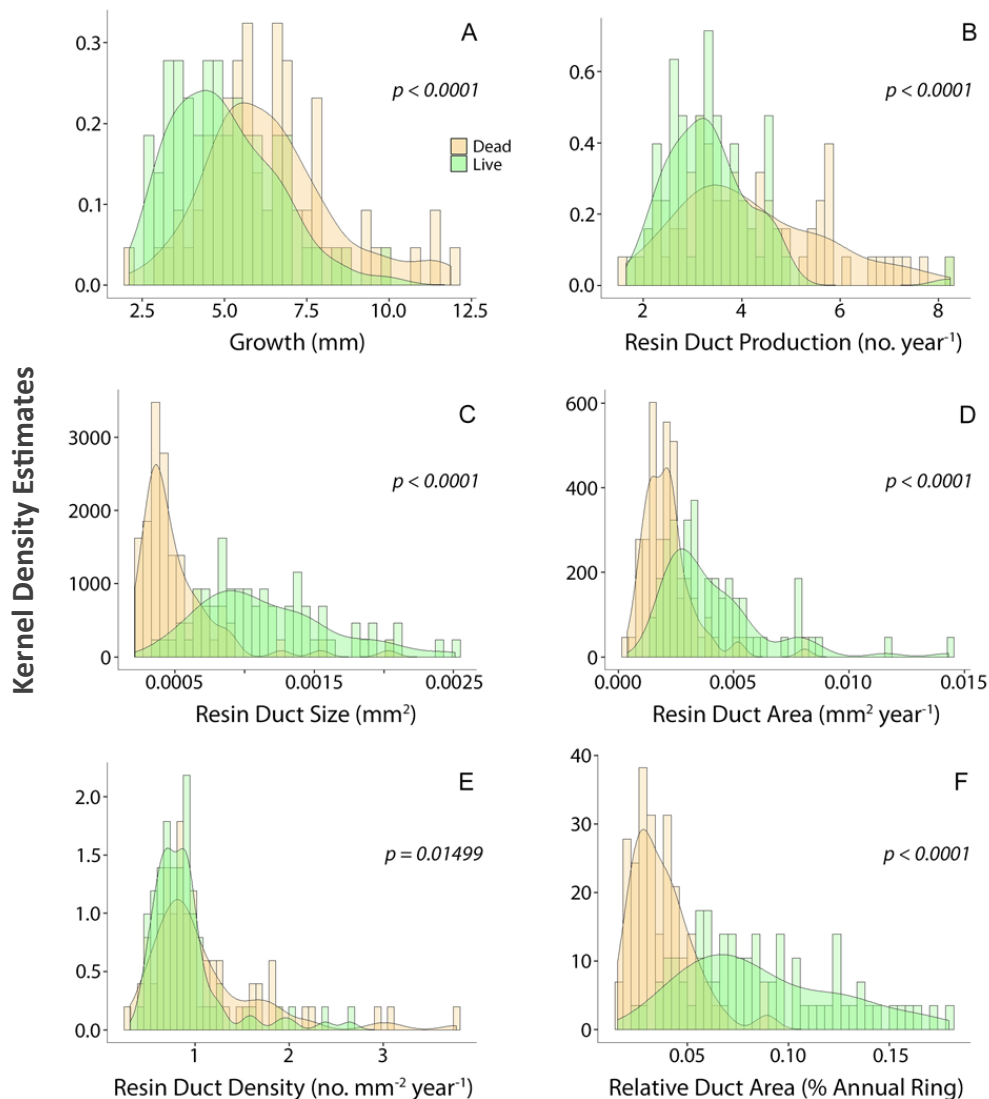 Kernel Density Estimates
A
p < 0.0001
Dead
Live
0.3
0.2
0.1
0.0
2.5 5.0 7.5 10.0 12.5
Growth (mm)
B
p < 0.0001
0.6
0.4
0.2
0.0
2 4 6 8
Resin Duct Production (no. year⁻¹)
C
p < 0.0001
3000
2000
1000
0
0.0005 0.0015 0.0025
Resin Duct Size (mm²)
D
p < 0.0001
600
400
200
0
0.000 0.005 0.010 0.015
Resin Duct Area (mm² year⁻¹)
E
p = 0.01499
2.0
1.5
1.0
0.5
0.0
1 2 3
Resin Duct Density (no. mm⁻² year⁻¹)
F
p < 0.0001
40
30
20
10
0
0.05 0.10 0.15
Relative Duct Area (% Annual Ring)